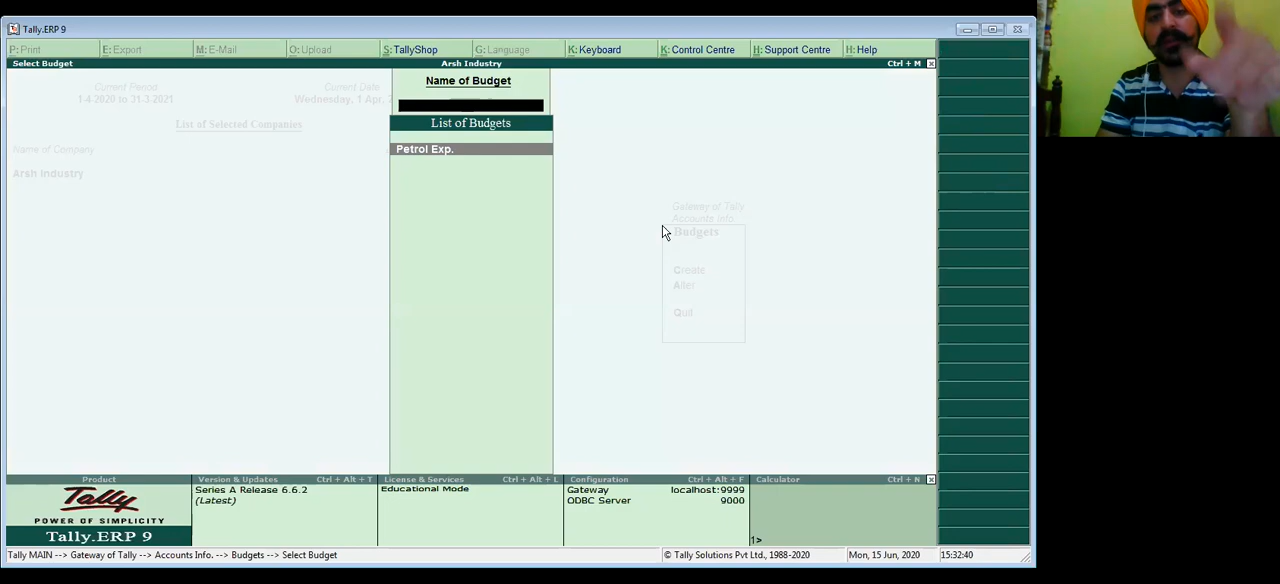 Tally.ERP 9
P: Print
E: Export
M: E-Mail
O: Upload
S: TallyShop
G: Language
K: Keyboard
K: Control Centre
H: Support Centre
H: Help
Select Budget
Arsh Industry
Ctrl + M
Current Period
1-4-2020 to 31-3-2021
Current Date
Wednesday, 1 Apr, 2
List of Selected Companies
Name of Company
Arsh Industry
Name of Budget
List of Budgets
Petrol Exp.
Gateway of Tally
Accounts Info.
Budgets
Create
Alter
Quit
Product
Tally
POWER OF SIMPLICITY
Tally.ERP 9
Version & Updates Ctrl + Alt + T
Series A Release 6.6.2
(Latest)
License & Services Ctrl + Alt + L
Educational Mode
Configuration Ctrl + Alt + F
Gateway localhost:9999
ODBC Server 9000
Calculator Ctrl + N
1>
Tally MAIN --> Gateway of Tally --> Accounts Info. --> Budgets --> Select Budget
© Tally Solutions Pvt Ltd., 1988-2020
Mon, 15 Jun, 2020
15:32:40